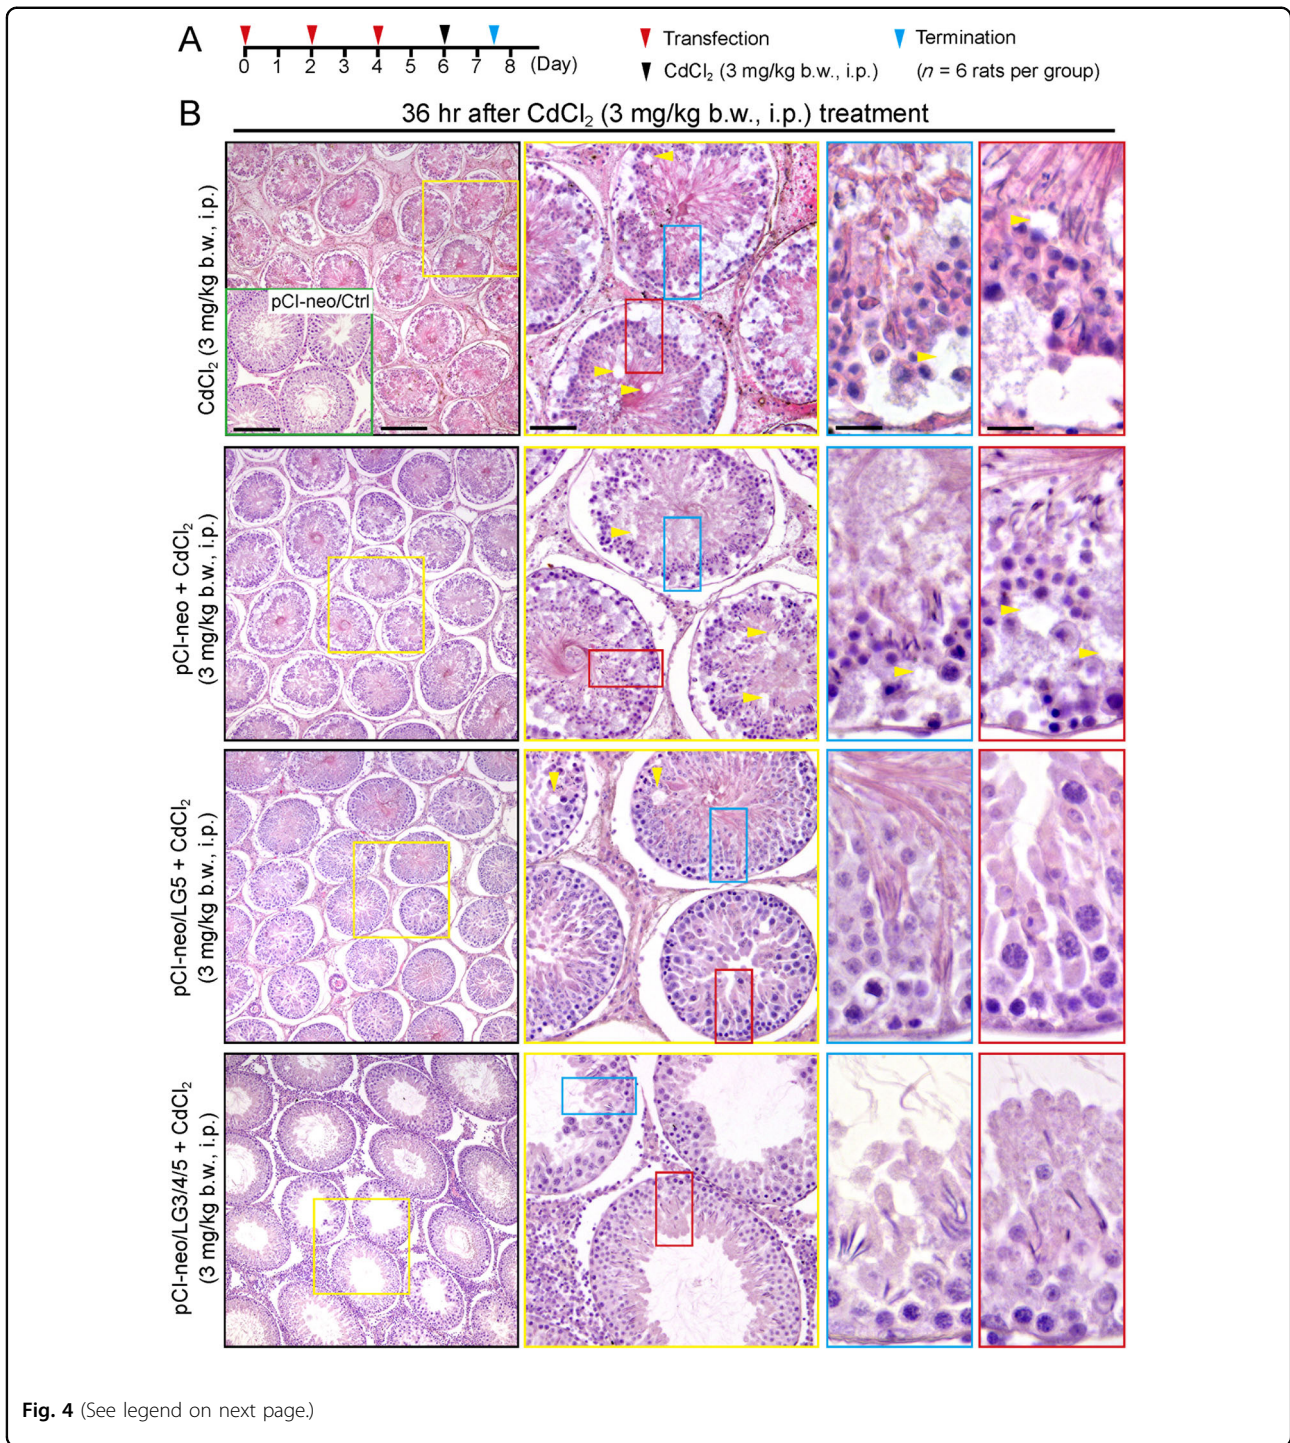 A
0 1 2 3 4 5 6 7 8 (Day)
Transfection
CdCl₂ (3 mg/kg b.w., i.p.)
Termination
(n = 6 rats per group)
B
36 hr after CdCl₂ (3 mg/kg b.w., i.p.) treatment
CdCl₂ (3 mg/kg b.w., i.p.)
pCI-neo/Ctrl
pCI-neo + CdCl₂
(3 mg/kg b.w., i.p.)
pCI-neo/LG5 + CdCl₂
(3 mg/kg b.w., i.p.)
pCI-neo/LG3/4/5 + CdCl₂
(3 mg/kg b.w., i.p.)
Fig. 4 (See legend on next page.)